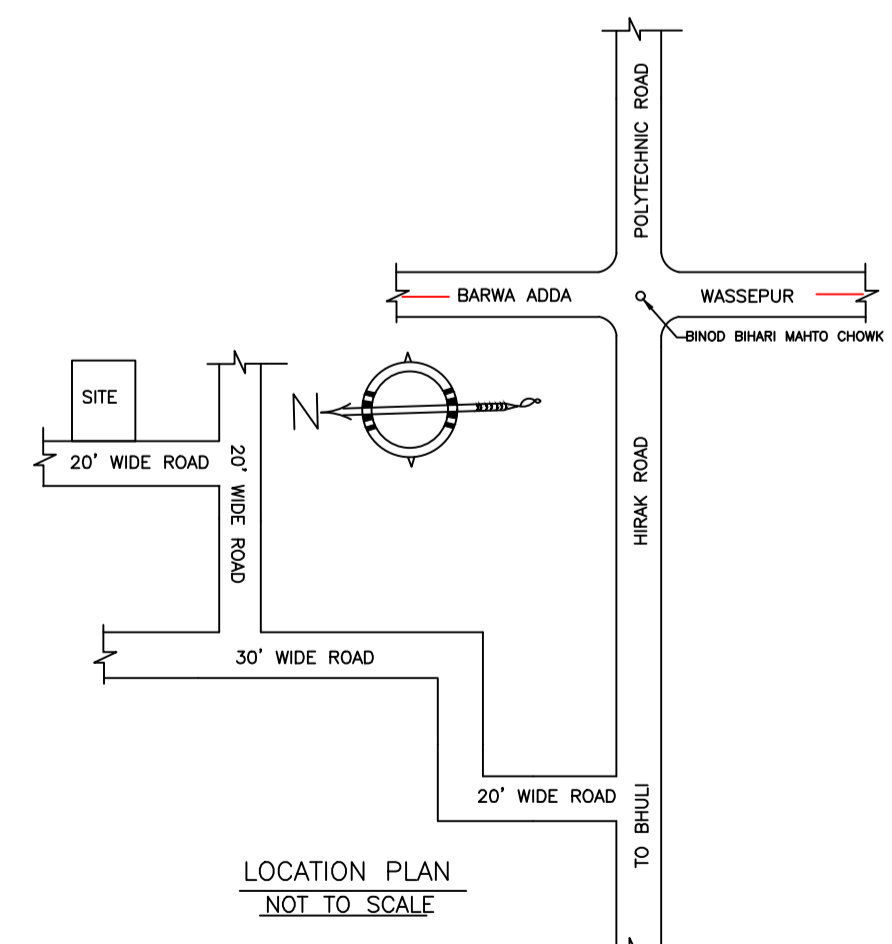 POLYTECHNIC ROAD
BARWA ADDA
WASSEPUR
BINOD BIHARI MAHTO CHOWK
SITE
N
20' WIDE ROAD
20' WIDE ROAD
HIRAK ROAD
30' WIDE ROAD
20' WIDE ROAD
TO BHULI
LOCATION PLAN
NOT TO SCALE